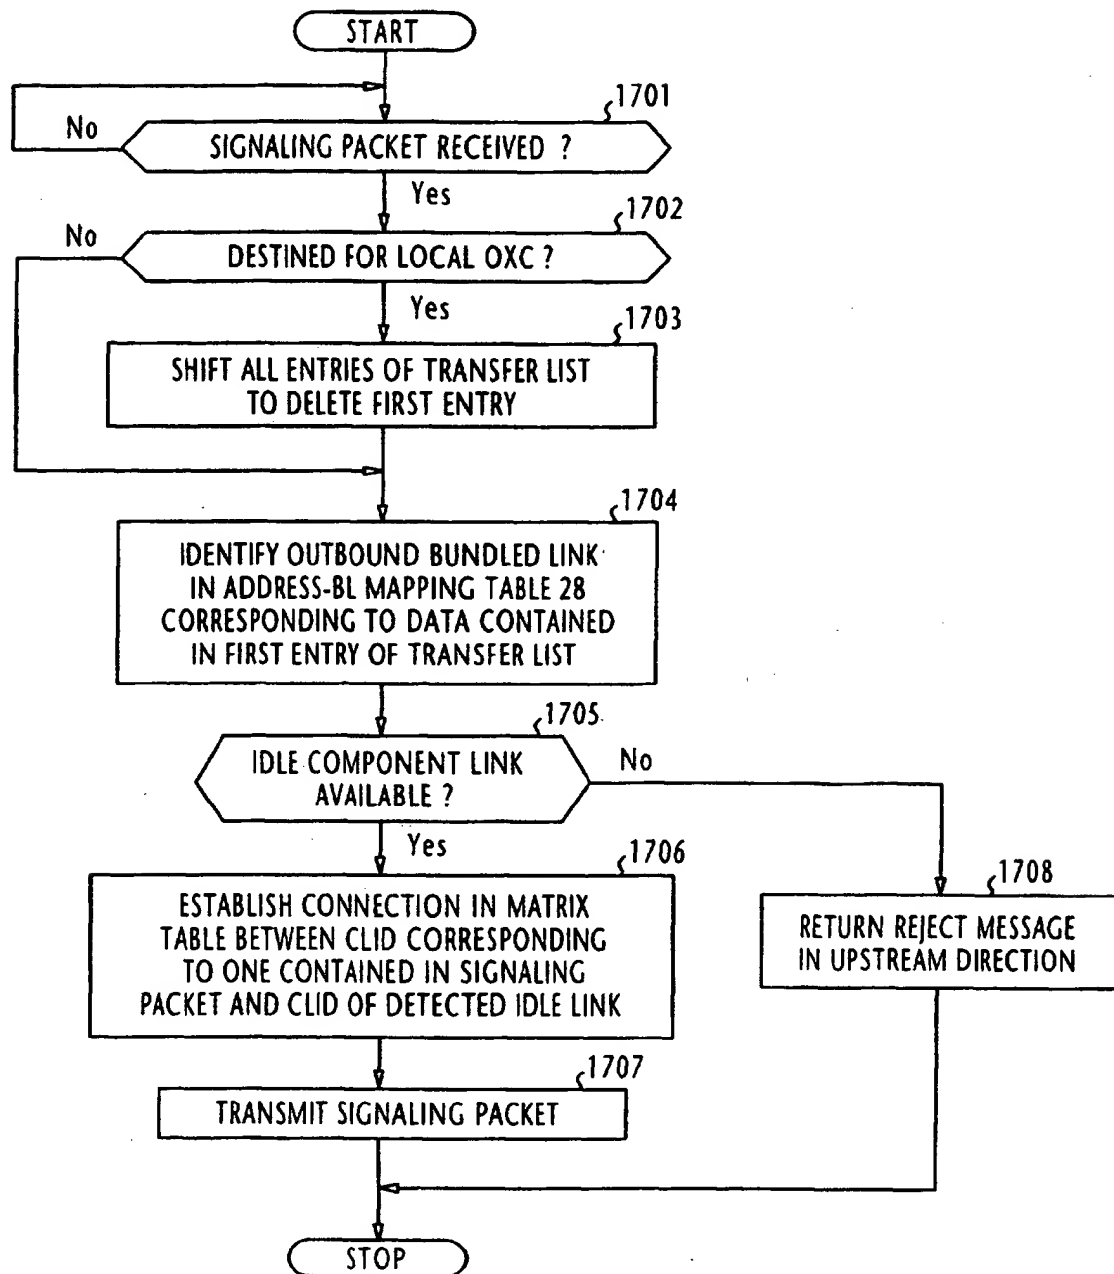 START
1701
No
SIGNALING PACKET RECEIVED ?
Yes
1702
No
DESTINED FOR LOCAL OXC ?
Yes
1703
SHIFT ALL ENTRIES OF TRANSFER LIST
TO DELETE FIRST ENTRY
1704
IDENTIFY OUTBOUND BUNDLED LINK
IN ADDRESS-BL MAPPING TABLE 28
CORRESPONDING TO DATA CONTAINED
IN FIRST ENTRY OF TRANSFER LIST
1705
IDLE COMPONENT LINK
AVAILABLE ?
No
Yes
1706
ESTABLISH CONNECTION IN MATRIX
TABLE BETWEEN CLID CORRESPONDING
TO ONE CONTAINED IN SIGNALING
PACKET AND CLID OF DETECTED IDLE LINK
1708
RETURN REJECT MESSAGE
IN UPSTREAM DIRECTION
1707
TRANSMIT SIGNALING PACKET
STOP